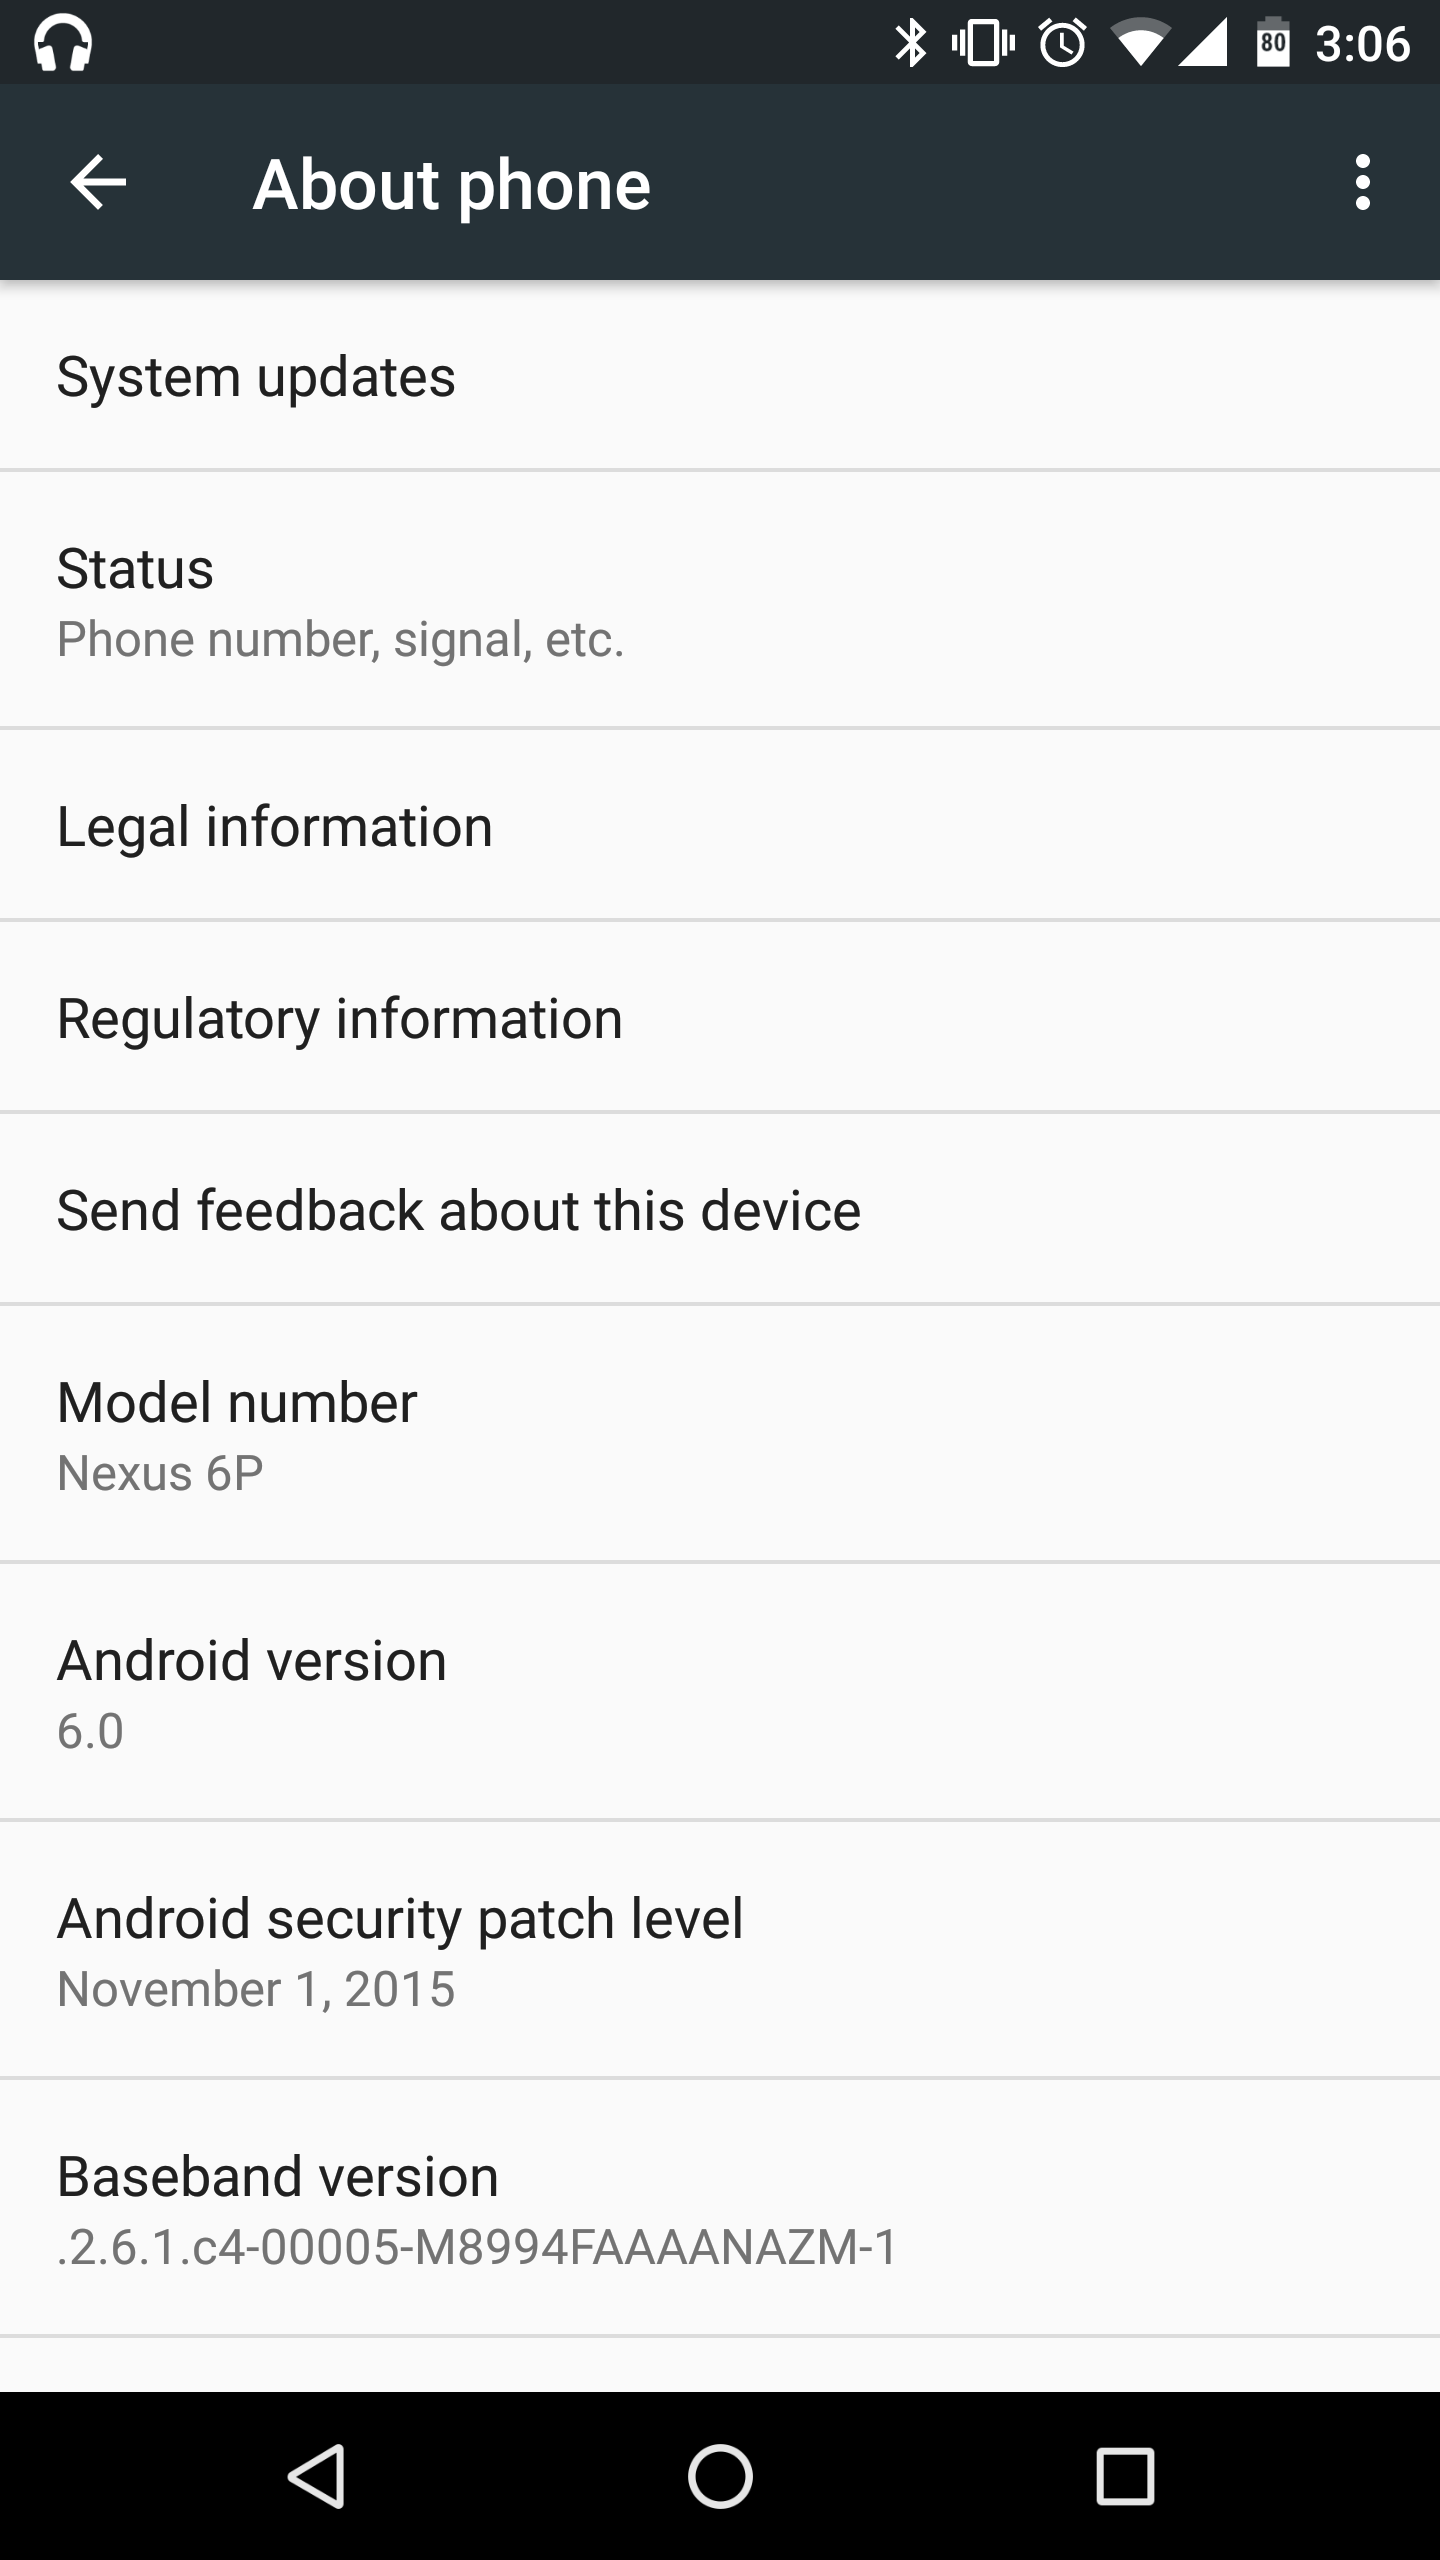 80 3:06
About phone
System updates
Status
Phone number, signal, etc.
Legal information
Regulatory information
Send feedback about this device
Model number
Nexus 6P
Android version
6.0
Android security patch level
November 1, 2015
Baseband version
.2.6.1.c4-00005-M8994FAAAANAZM-1